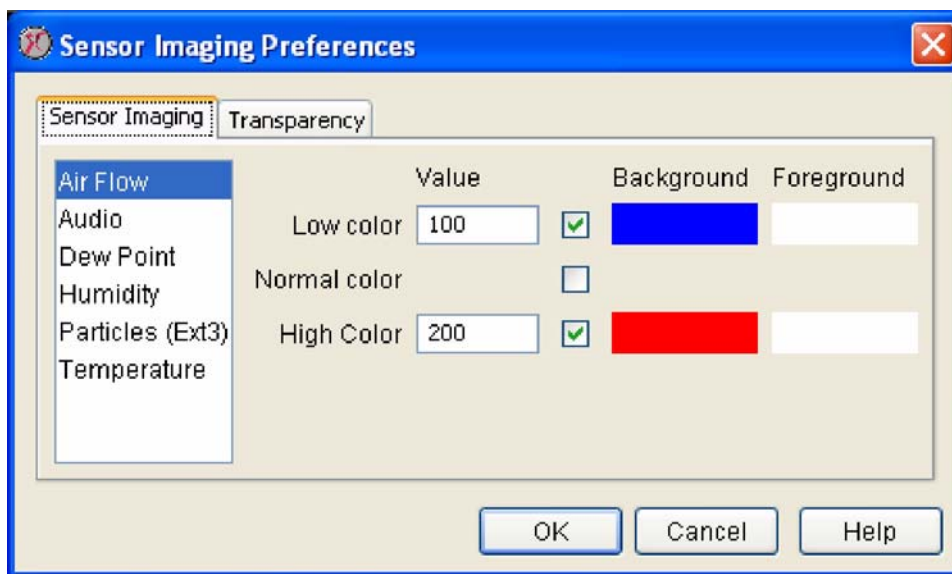 Sensor Imaging Preferences
Sensor Imaging Transparency
Air Flow
Audio
Dew Point
Humidity
Particles (Ext3)
Temperature
Value Background Foreground
Low color 100
Normal color
High Color 200
OK Cancel Help